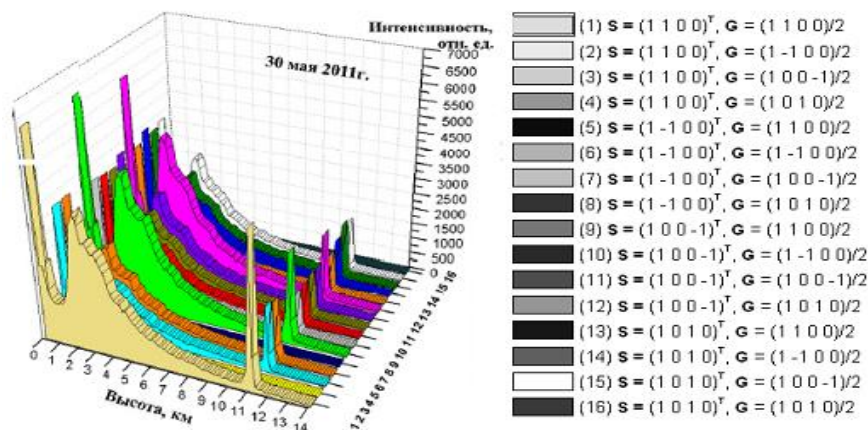 Интенсивность,
отн. ед.
30 мая 2011г.
7000
6500
6000
5500
5000
4500
4000
3500
3000
2500
2000
1500
1000
500
0
0 1 2 3 4 5 6 7 8 9 10 11 12 13 14
Высота, км
1 2 3 4 5 6 7 8 9 10 11 12 13 14 15 16
(1) S = (1 1 0 0)ᵀ, G = (1 1 0 0)/2
(2) S = (1 1 0 0)ᵀ, G = (1 -1 0 0)/2
(3) S = (1 1 0 0)ᵀ, G = (1 0 0 -1)/2
(4) S = (1 1 0 0)ᵀ, G = (1 0 1 0)/2
(5) S = (1 -1 0 0)ᵀ, G = (1 1 0 0)/2
(6) S = (1 -1 0 0)ᵀ, G = (1 -1 0 0)/2
(7) S = (1 -1 0 0)ᵀ, G = (1 0 0 -1)/2
(8) S = (1 -1 0 0)ᵀ, G = (1 0 1 0)/2
(9) S = (1 0 0 -1)ᵀ, G = (1 1 0 0)/2
(10) S = (1 0 0 -1)ᵀ, G = (1 -1 0 0)/2
(11) S = (1 0 0 -1)ᵀ, G = (1 0 0 -1)/2
(12) S = (1 0 0 -1)ᵀ, G = (1 0 1 0)/2
(13) S = (1 0 1 0)ᵀ, G = (1 1 0 0)/2
(14) S = (1 0 1 0)ᵀ, G = (1 -1 0 0)/2
(15) S = (1 0 1 0)ᵀ, G = (1 0 0 -1)/2
(16) S = (1 0 1 0)ᵀ, G = (1 0 1 0)/2